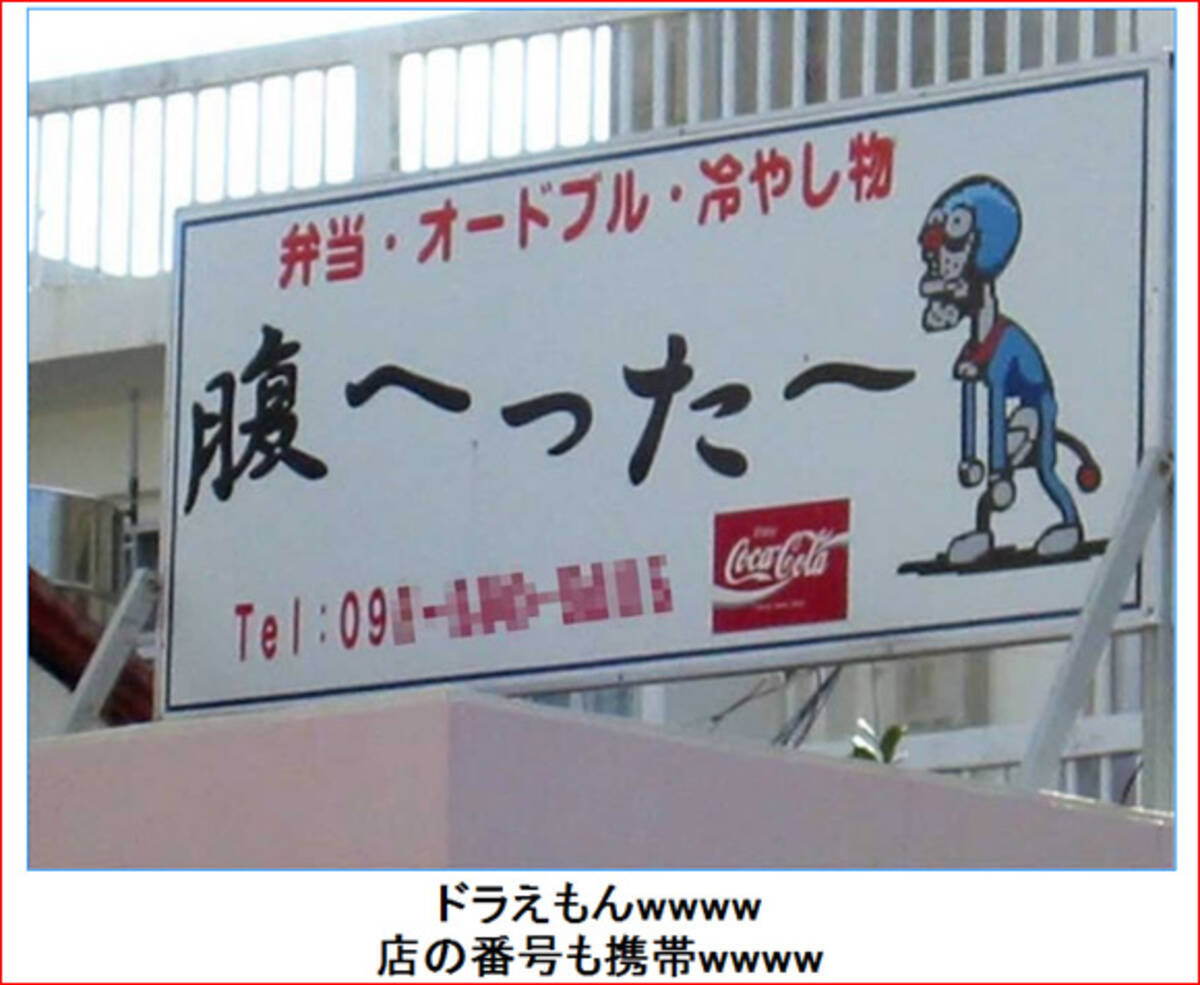 弁当・オードブル・冷やし物
腹へった〜
Tel:09
Enjoy
Coca-Cola
ドラえもんwwww
店の番号も携帯wwww